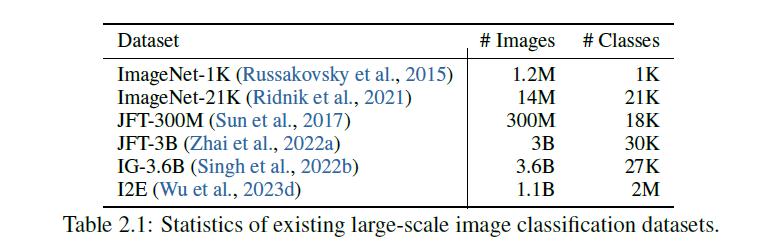 Dataset # Images # Classes
ImageNet-1K (Russakovsky et al., 2015) 1.2M 1K
ImageNet-21K (Ridnik et al., 2021) 14M 21K
JFT-300M (Sun et al., 2017) 300M 18K
JFT-3B (Zhai et al., 2022a) 3B 30K
IG-3.6B (Singh et al., 2022b) 3.6B 27K
I2E (Wu et al., 2023d) 1.1B 2M
Table 2.1: Statistics of existing large-scale image classification datasets.